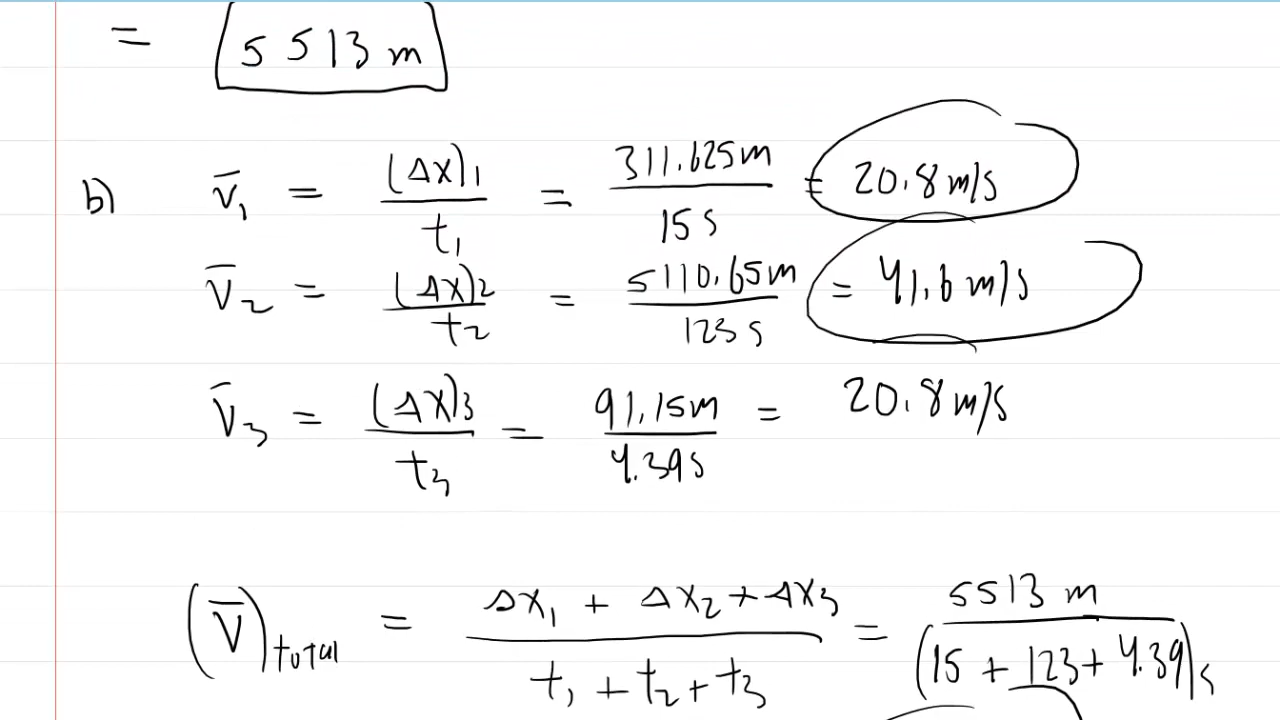 = 5513 m
b) v̄₁ = (Δx)₁ / t₁ = 311.625m / 15 s = 20.8 m/s
v̄₂ = (Δx)₂ / t₂ = 5110.65m / 123 s = 41.6 m/s
v̄₃ = (Δx)₃ / t₃ = 91.15m / 4.39s = 20.8 m/s
(v̄)total = Δx₁ + Δx₂ + Δx₃ / t₁ + t₂ + t₃ = 5513 m / (15 + 123 + 4.39)s